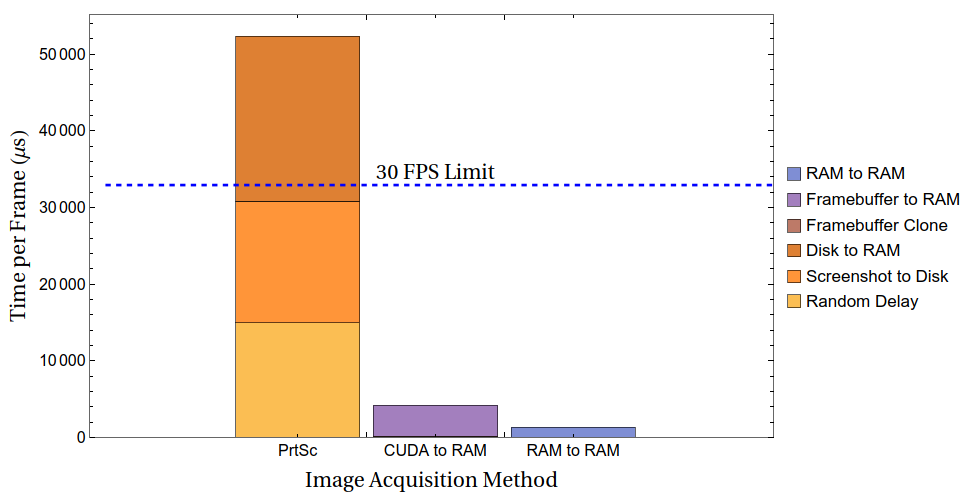 50 000
40 000
30 000
20 000
10 000
0
Time per Frame (μs)
30 FPS Limit
PrtSc
CUDA to RAM
RAM to RAM
Image Acquisition Method
RAM to RAM
Framebuffer to RAM
Framebuffer Clone
Disk to RAM
Screenshot to Disk
Random Delay